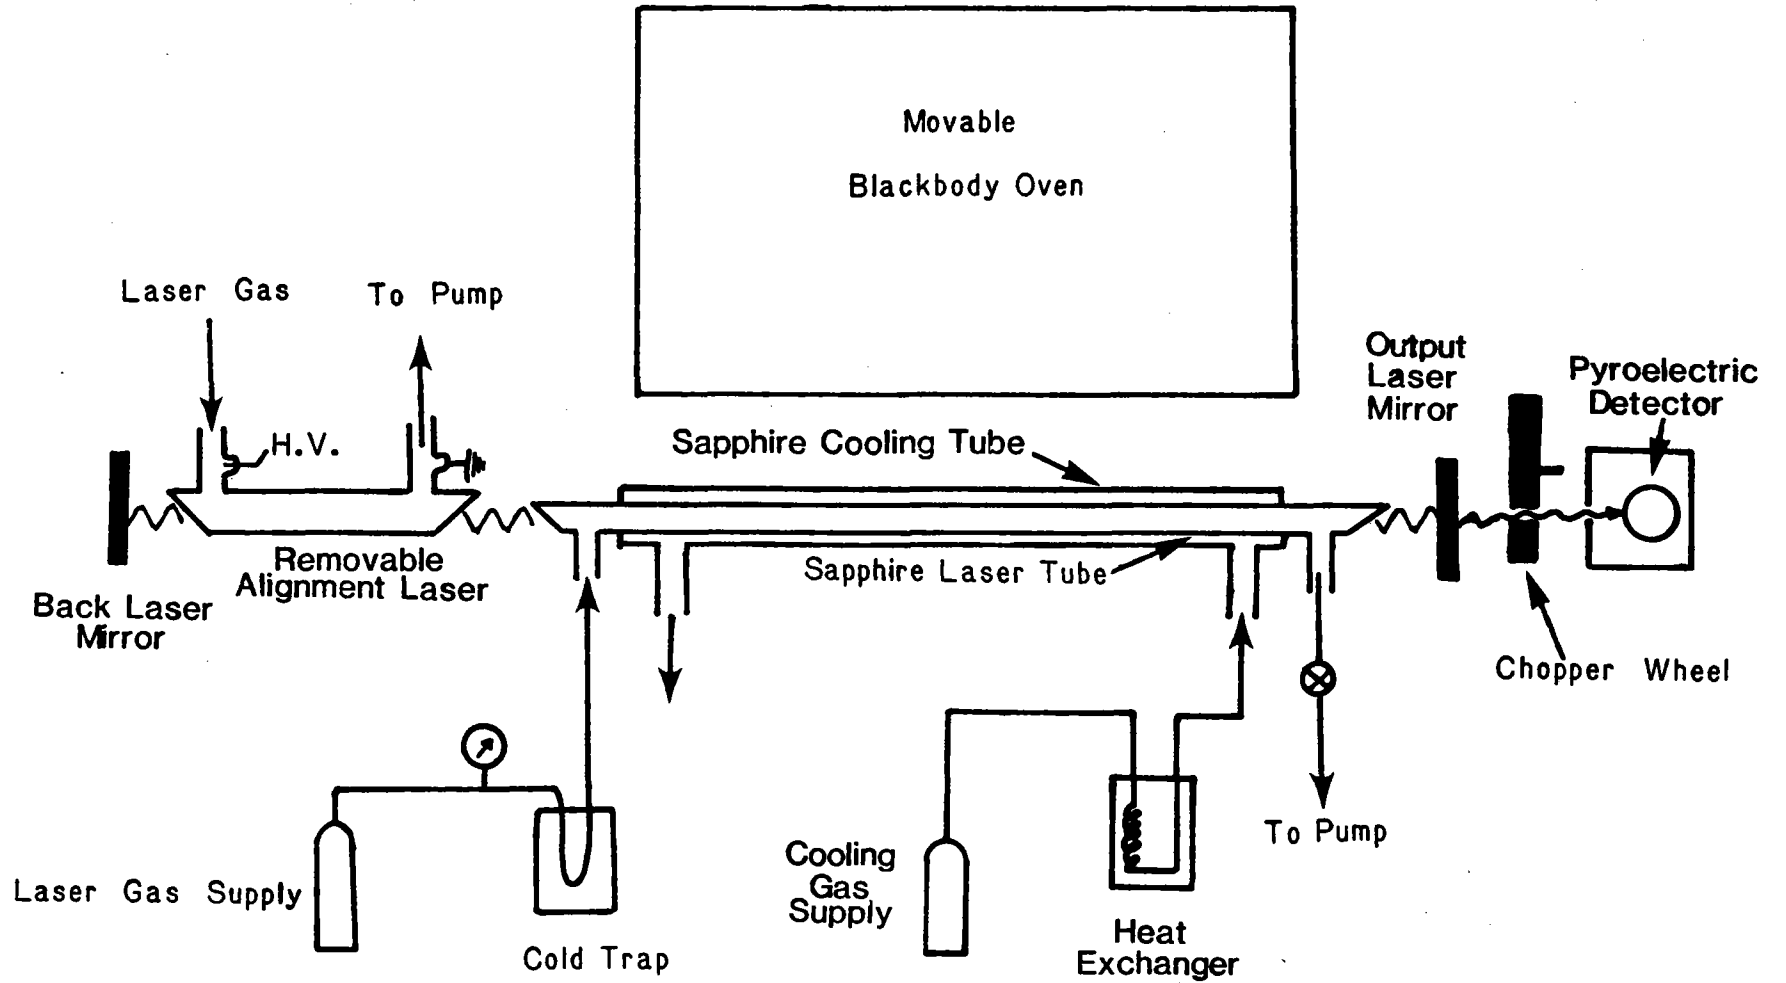 Movable
Blackbody Oven
Laser Gas
To Pump
H.V.
Output
Laser
Mirror
Pyroelectric
Detector
Sapphire Cooling Tube
Removable
Alignment Laser
Sapphire Laser Tube
Back Laser
Mirror
Chopper Wheel
To Pump
Laser Gas Supply
Cooling
Gas
Supply
Cold Trap
Heat
Exchanger